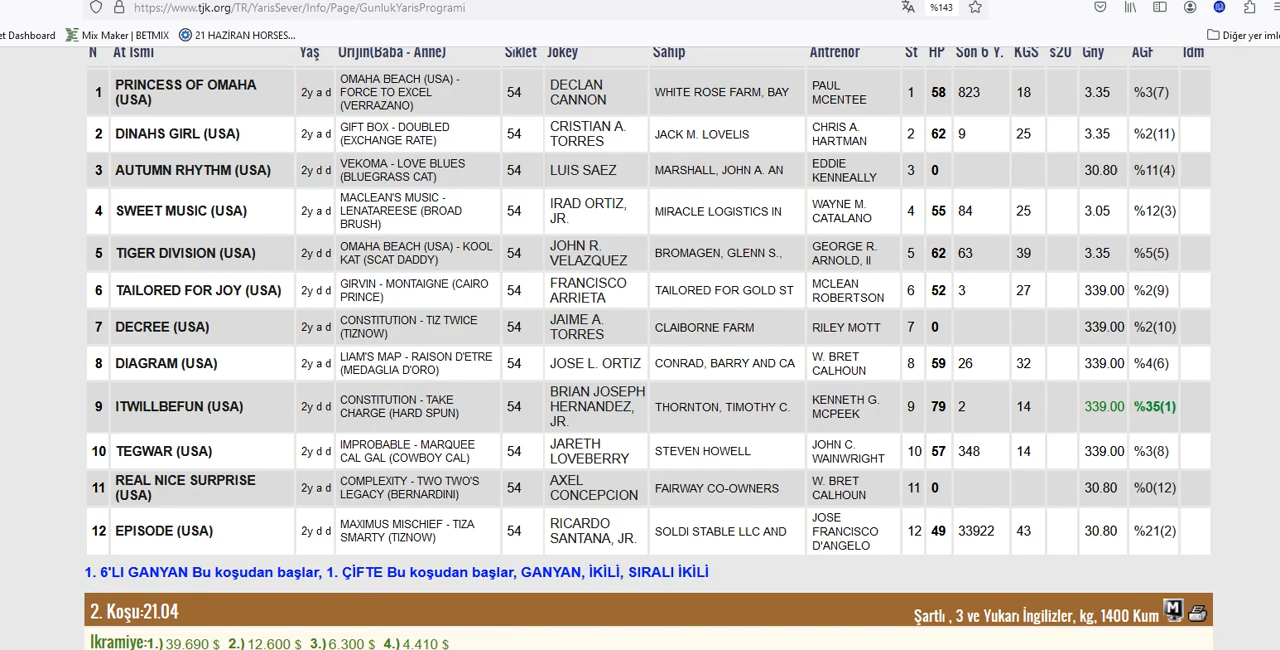 https://www.tjk.org/TR/YarisSever/Info/Page/GunlukYarisProgrami %143
et Dashboard Mix Maker | BETMIX 21 HAZİRAN HORSES... Diğer yer imle
N At İsmi Yaş Orijin(Baba - Anne) Sıklet Jokey Sahip Antrenör St HP Son 6 Y. KGS s20 Gny AGF İdm
1 PRINCESS OF OMAHA (USA) 2y a d OMAHA BEACH (USA) - FORCE TO EXCEL (VERRAZANO) 54 DECLAN CANNON WHITE ROSE FARM, BAY PAUL MCENTEE 1 58 823 18 3.35 %3(7)
2 DINAHS GIRL (USA) 2y a d GIFT BOX - DOUBLED (EXCHANGE RATE) 54 CRISTIAN A. TORRES JACK M. LOVELIS CHRIS A. HARTMAN 2 62 9 25 3.35 %2(11)
3 AUTUMN RHYTHM (USA) 2y d d VEKOMA - LOVE BLUES (BLUEGRASS CAT) 54 LUIS SAEZ MARSHALL, JOHN A. AN EDDIE KENNEALLY 3 0 30.80 %11(4)
4 SWEET MUSIC (USA) 2y a d MACLEAN'S MUSIC - LENATAREESE (BROAD BRUSH) 54 IRAD ORTIZ, JR. MIRACLE LOGISTICS IN WAYNE M. CATALANO 4 55 84 25 3.05 %12(3)
5 TIGER DIVISION (USA) 2y d d OMAHA BEACH (USA) - KOOL KAT (SCAT DADDY) 54 JOHN R. VELAZQUEZ BROMAGEN, GLENN S., GEORGE R. ARNOLD, II 5 62 63 39 3.35 %5(5)
6 TAILORED FOR JOY (USA) 2y d d GIRVIN - MONTAIGNE (CAIRO PRINCE) 54 FRANCISCO ARRIETA TAILORED FOR GOLD ST MCLEAN ROBERTSON 6 52 3 27 339.00 %2(9)
7 DECREE (USA) 2y a d CONSTITUTION - TIZ TWICE (TIZNOW) 54 JAIME A. TORRES CLAIBORNE FARM RILEY MOTT 7 0 339.00 %2(10)
8 DIAGRAM (USA) 2y a d LIAM'S MAP - RAISON D'ETRE (MEDAGLIA D'ORO) 54 JOSE L. ORTIZ CONRAD, BARRY AND CA W. BRET CALHOUN 8 59 26 32 339.00 %4(6)
9 ITWILLBEFUN (USA) 2y d d CONSTITUTION - TAKE CHARGE (HARD SPUN) 54 BRIAN JOSEPH HERNANDEZ, JR. THORNTON, TIMOTHY C. KENNETH G. MCPEEK 9 79 2 14 339.00 %35(1)
10 TEGWAR (USA) 2y d d IMPROBABLE - MARQUEE CAL GAL (COWBOY CAL) 54 JARETH LOVEBERRY STEVEN HOWELL JOHN C. WAINWRIGHT 10 57 348 14 339.00 %3(8)
11 REAL NICE SURPRISE (USA) 2y a d COMPLEXITY - TWO TWO'S LEGACY (BERNARDINI) 54 AXEL CONCEPCION FAIRWAY CO-OWNERS W. BRET CALHOUN 11 0 30.80 %0(12)
12 EPISODE (USA) 2y d d MAXIMUS MISCHIEF - TIZA SMARTY (TIZNOW) 54 RICARDO SANTANA, JR. SOLDI STABLE LLC AND JOSE FRANCISCO D'ANGELO 12 49 33922 43 30.80 %21(2)
1. 6'LI GANYAN Bu koşudan başlar, 1. ÇİFTE Bu koşudan başlar, GANYAN, İKİLİ, SIRALI İKİLİ
2. Koşu:21.04 Şartlı , 3 ve Yukarı İngilizler, kg, 1400 Kum M
İkramiye:1.) 39.690 $ 2.) 12.600 $ 3.) 6.300 $ 4.) 4.410 $